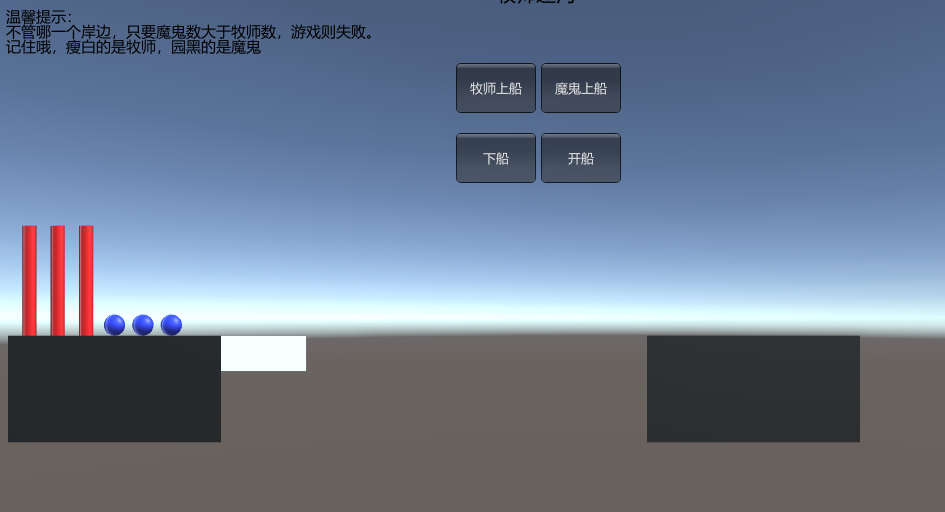 温馨提示：
不管哪一个岸边，只要魔鬼数大于牧师数，游戏则失败。
记住哦，瘦白的是牧师，园黑的是魔鬼
牧师上船 魔鬼上船
下船 开船